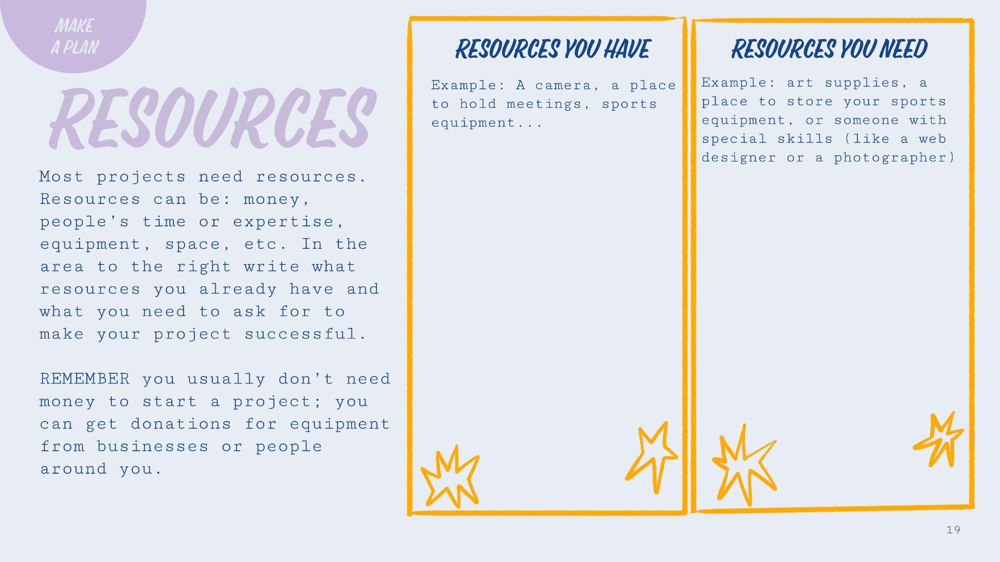 MAKE
A PLAN
RESOURCES
Most projects need resources.
Resources can be: money,
people’s time or expertise,
equipment, space, etc. In the
area to the right write what
resources you already have and
what you need to ask for to
make your project successful.
REMEMBER you usually don’t need
money to start a project; you
can get donations for equipment
from businesses or people
around you.
RESOURCES YOU HAVE
Example: A camera, a place
to hold meetings, sports
equipment...
RESOURCES YOU NEED
Example: art supplies, a
place to store your sports
equipment, or someone with
special skills (like a web
designer or a photographer)
19